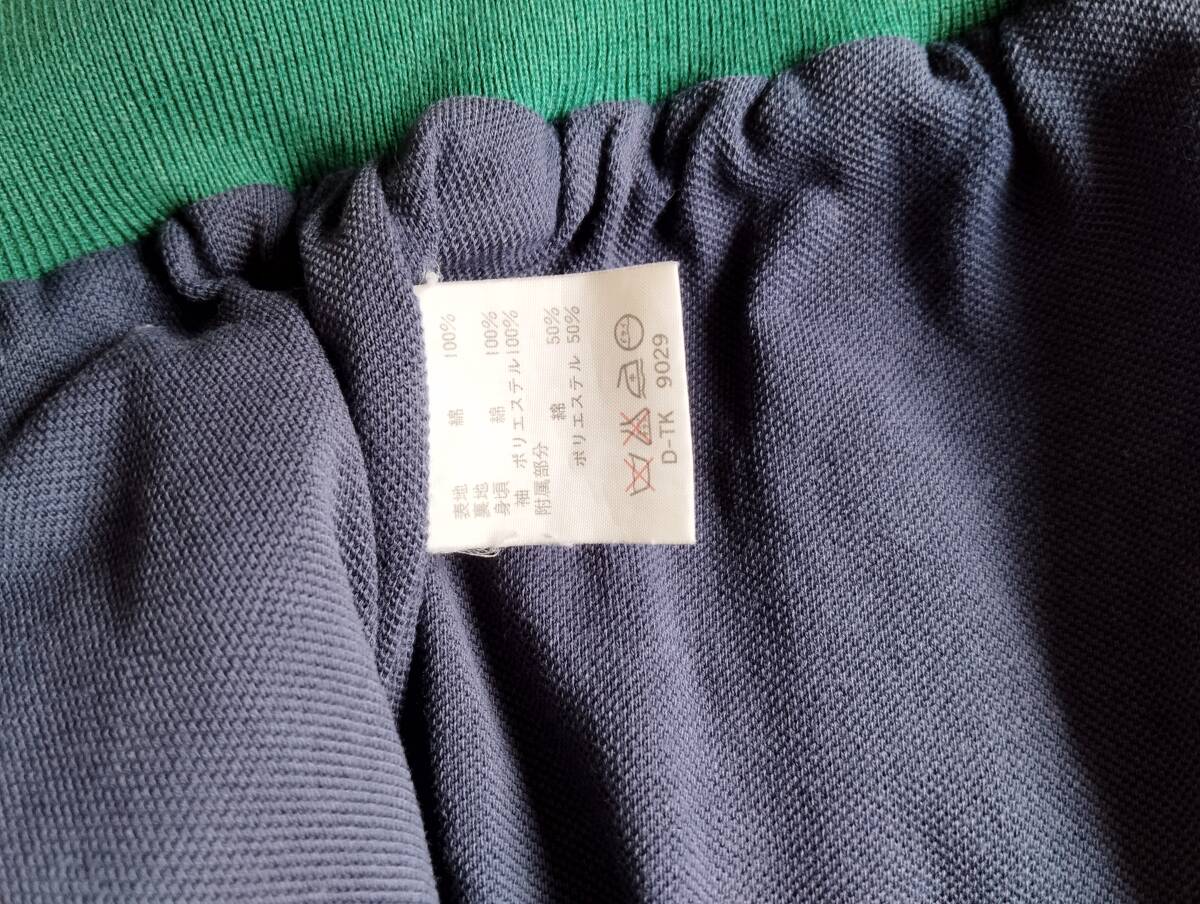 表地 綿 100%
裏地
身頃 綿 100%
袖 ポリエステル100%
附属部分
綿 50%
ポリエステル 50%
D-TK 9029